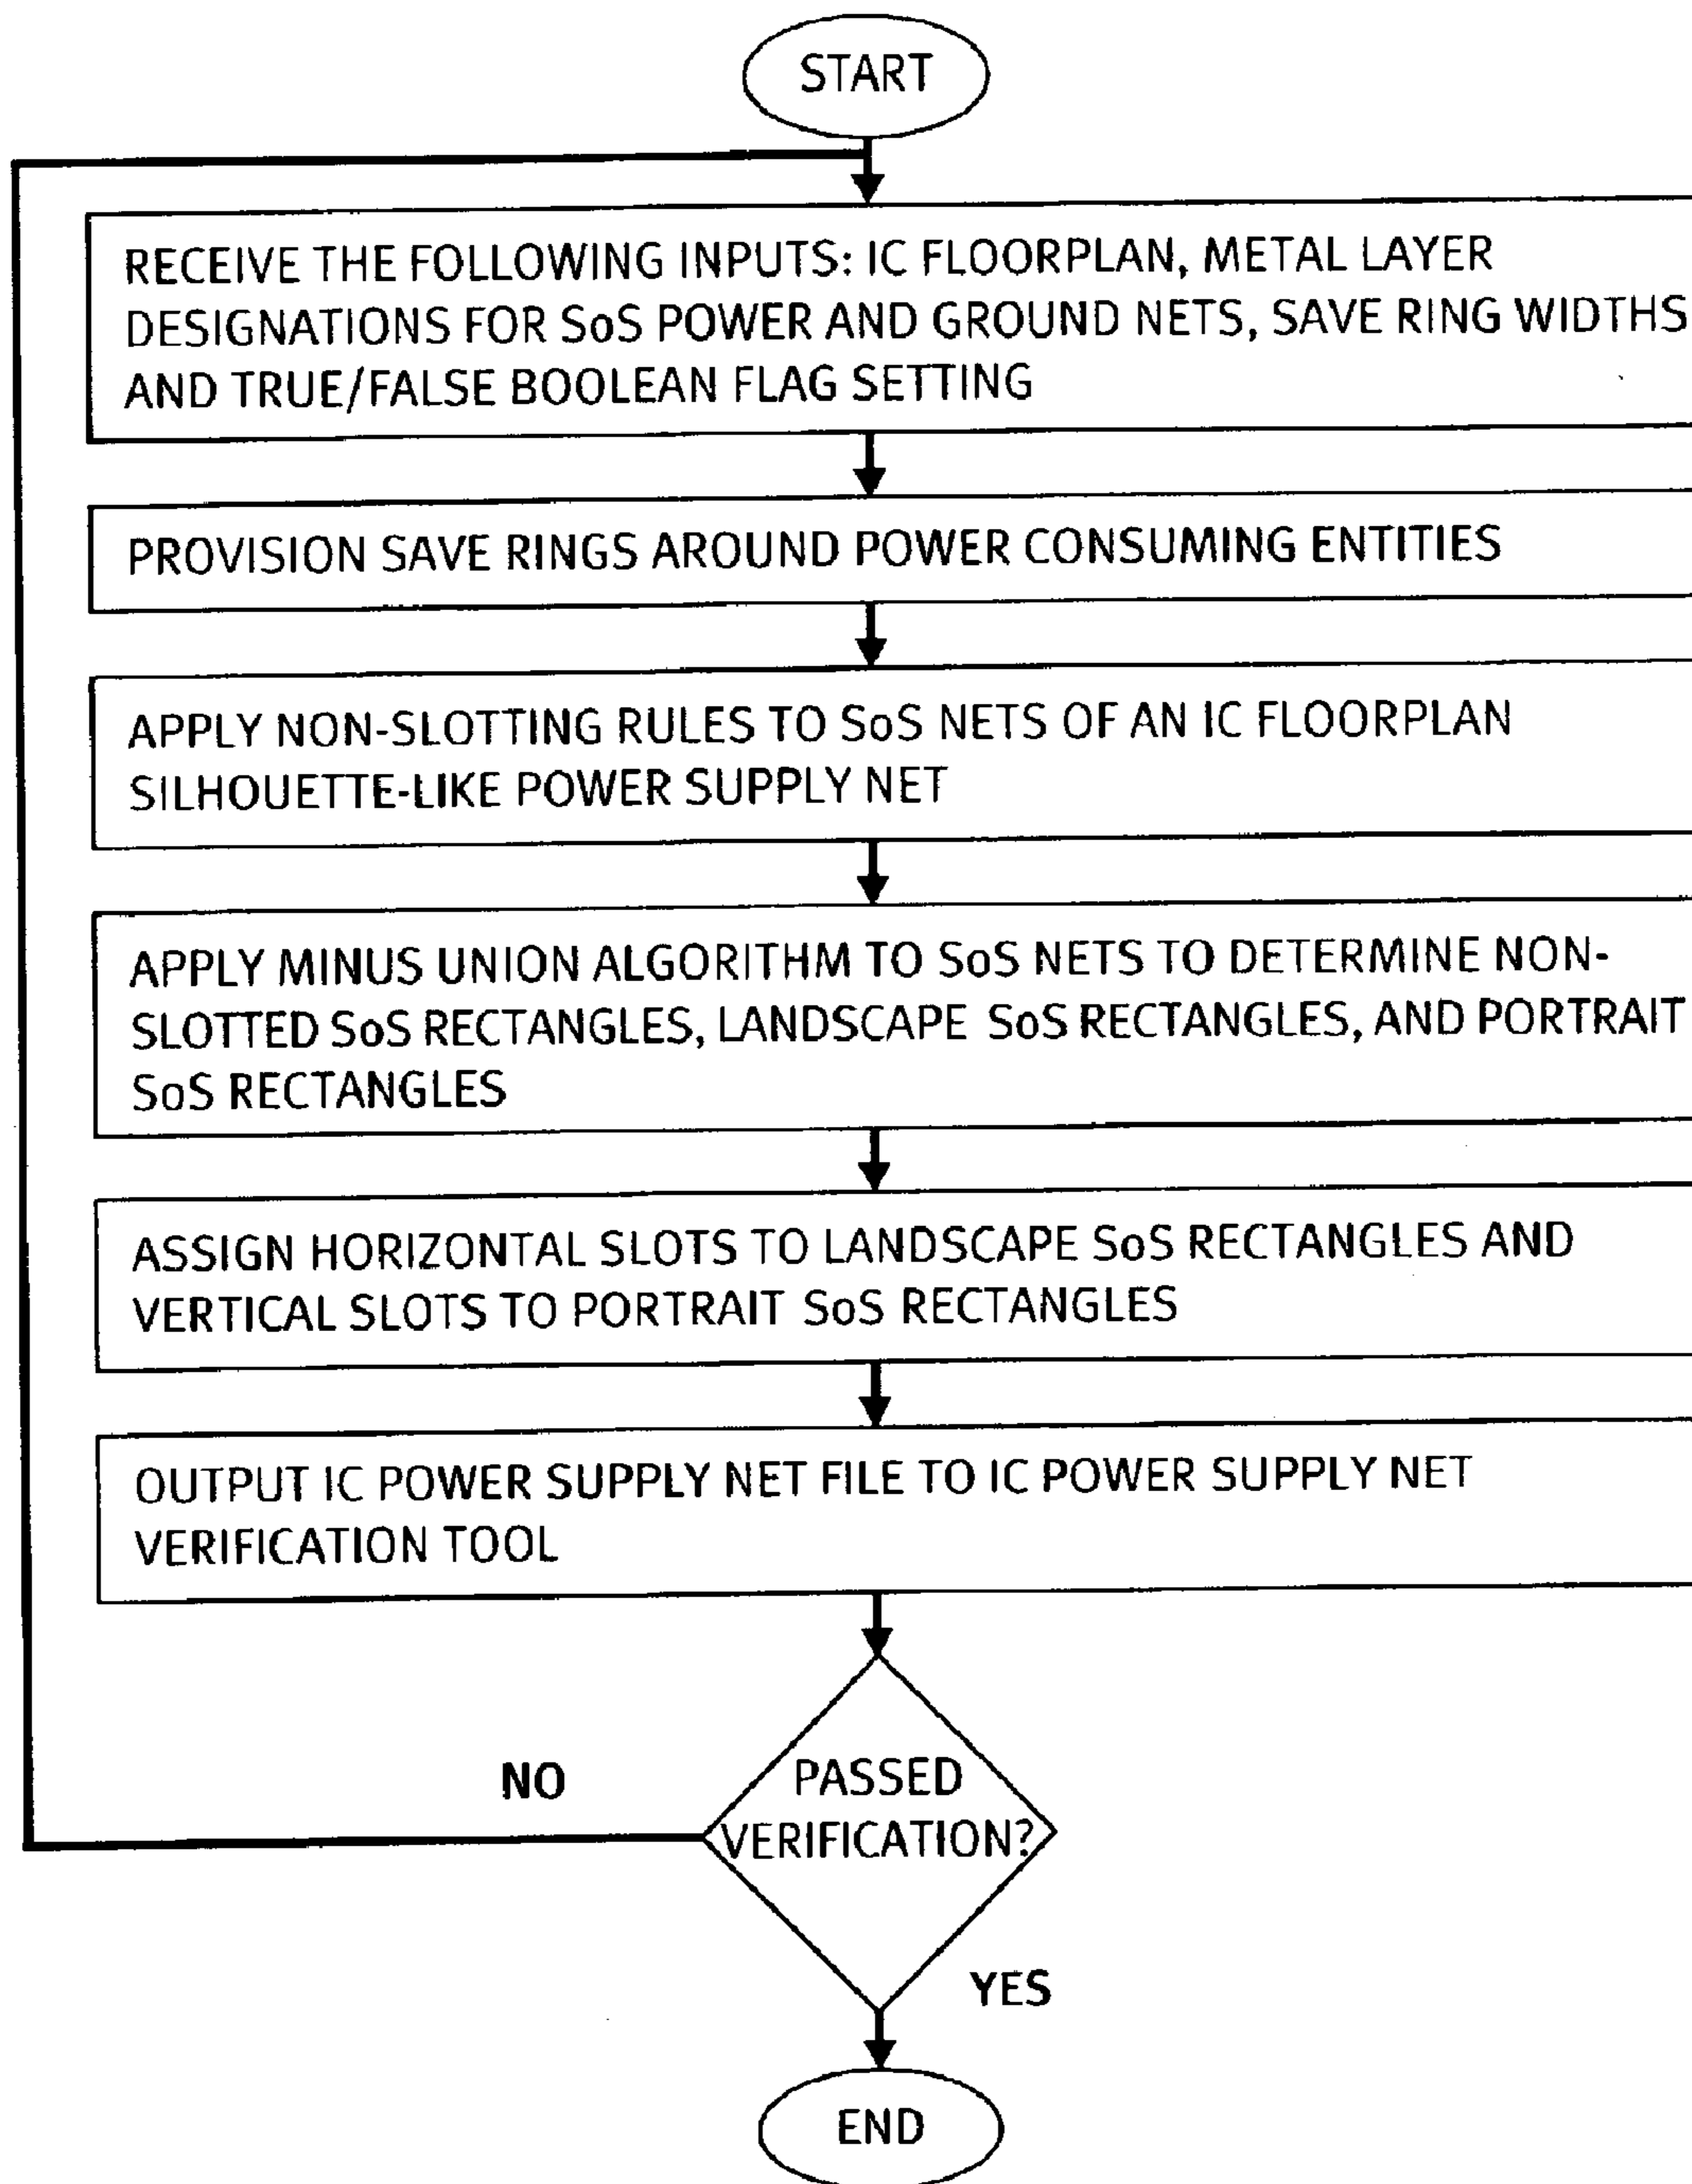 START
RECEIVE THE FOLLOWING INPUTS: IC FLOORPLAN, METAL LAYER
DESIGNATIONS FOR SoS POWER AND GROUND NETS, SAVE RING WIDTHS
AND TRUE/FALSE BOOLEAN FLAG SETTING
PROVISION SAVE RINGS AROUND POWER CONSUMING ENTITIES
APPLY NON-SLOTTING RULES TO SoS NETS OF AN IC FLOORPLAN
SILHOUETTE-LIKE POWER SUPPLY NET
APPLY MINUS UNION ALGORITHM TO SoS NETS TO DETERMINE NON-
SLOTTED SoS RECTANGLES, LANDSCAPE SoS RECTANGLES, AND PORTRAIT
SoS RECTANGLES
ASSIGN HORIZONTAL SLOTS TO LANDSCAPE SoS RECTANGLES AND
VERTICAL SLOTS TO PORTRAIT SoS RECTANGLES
OUTPUT IC POWER SUPPLY NET FILE TO IC POWER SUPPLY NET
VERIFICATION TOOL
NO
PASSED
VERIFICATION?
YES
END